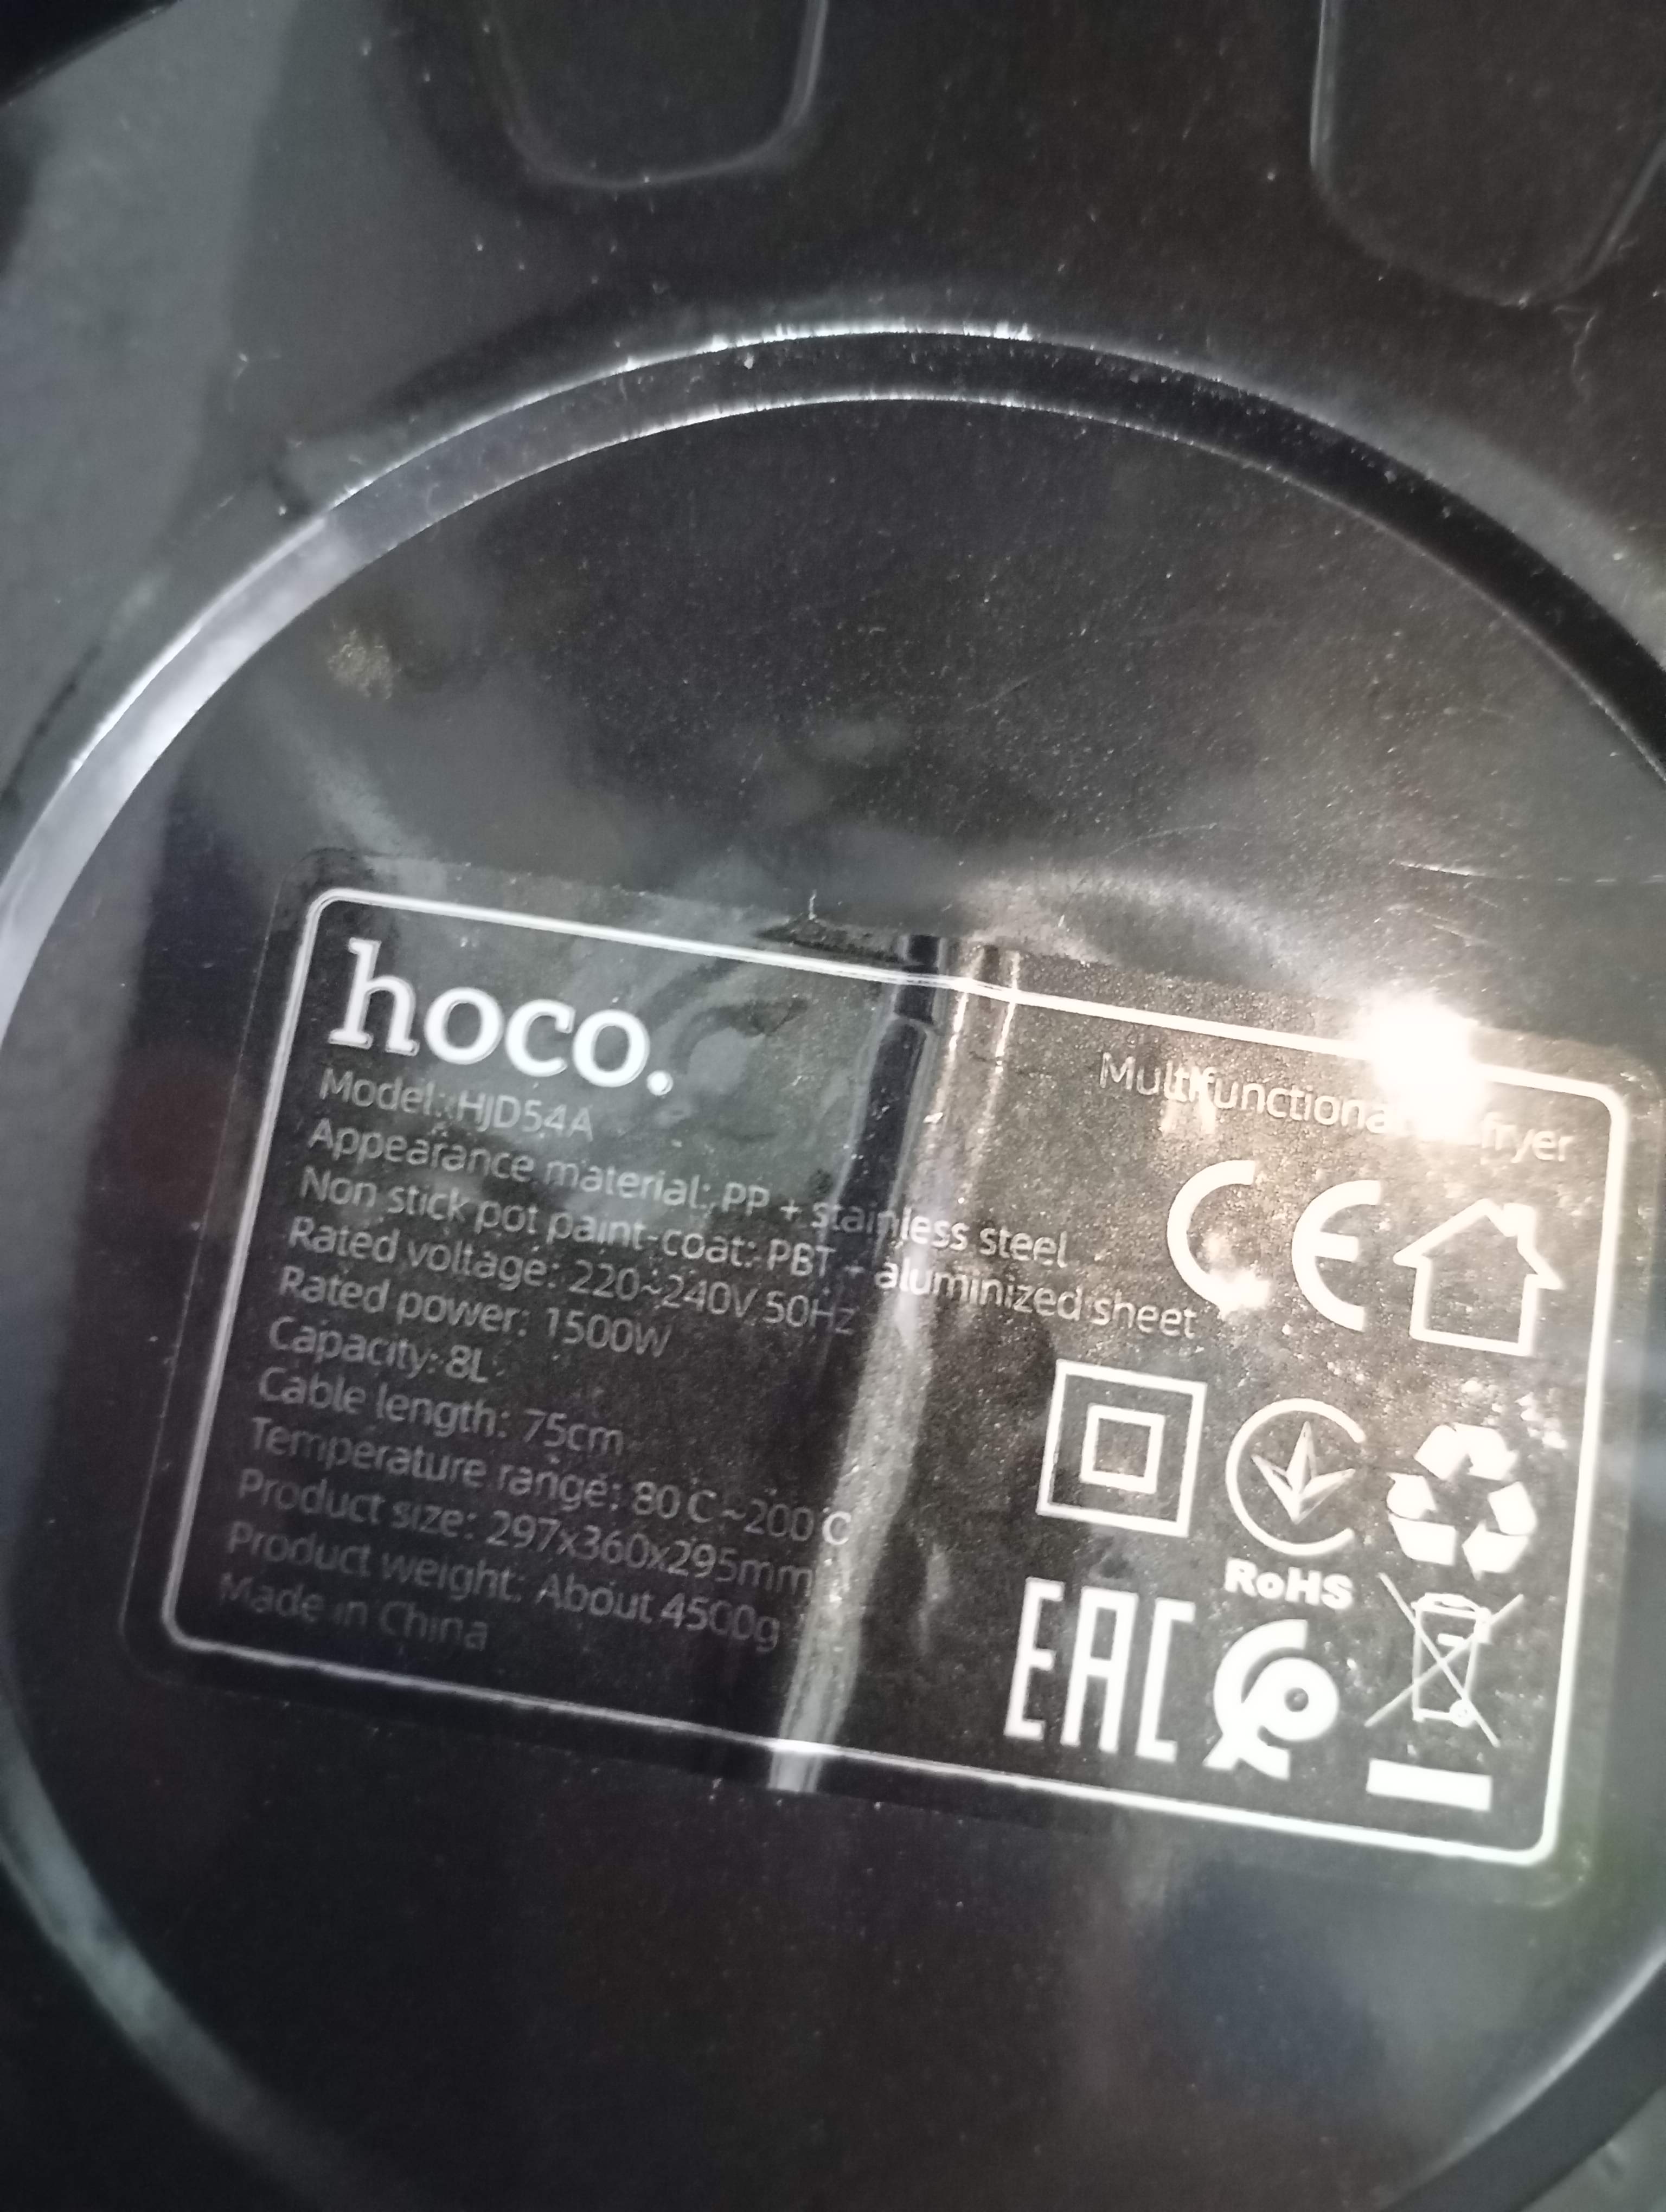 hoco.
Multifunctional fryer
Model: HJD54A
Appearance material: PP + stainless steel
Non stick pot paint-coat: PBT + aluminized sheet
Rated voltage: 220~240V 50Hz
Rated power: 1500W
Capacity: 8L
Cable length: 75cm
Temperature range: 80℃~200℃
Product size: 297x360x295mm
Product weight: About 4500g
Made in China
CE
RoHS
EAC